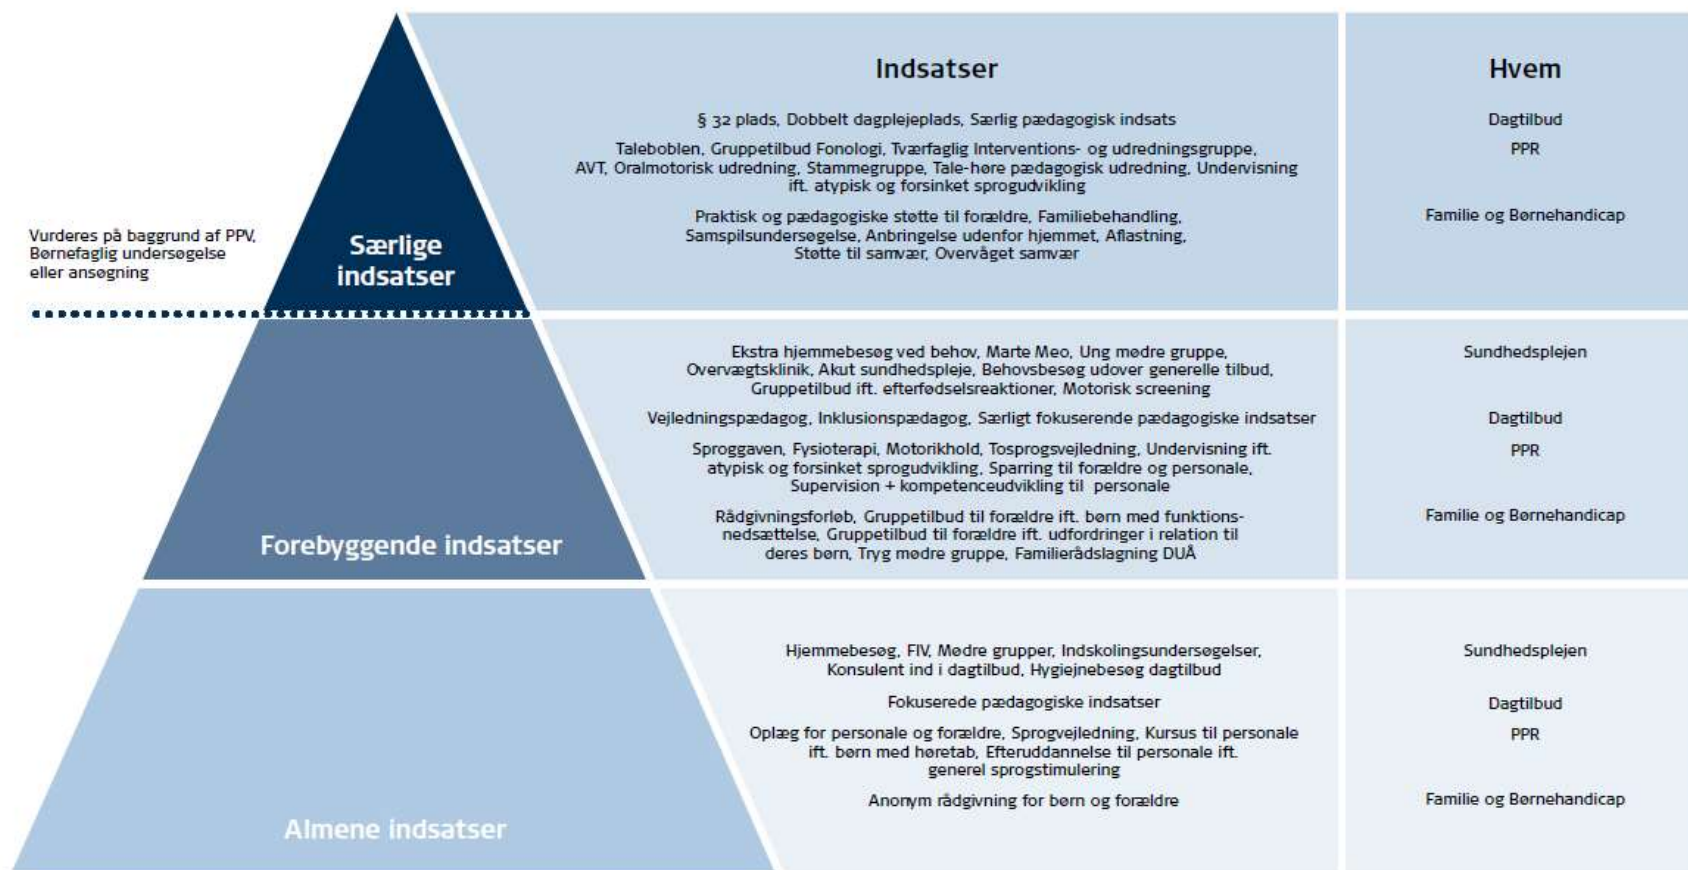 Indsatser
Hvem
§ 32 plads, Dobbelt dagplejeplads, Særlig pædagogisk indsats
Dagtilbud
Taleboblen, Gruppetilbud Fonologi, Tværfaglig Interventions- og udredningsgruppe,
AVT, Oralmotorisk udredning, Stammegruppe, Tale-høre pædagogisk udredning, Undervisning
ift. atypisk og forsinket sprogudvikling
PPR
Praktisk og pædagogiske støtte til forældre, Familiebehandling,
Samspilsundersøgelse, Anbringelse udenfor hjemmet, Aflastning,
Støtte til samvær, Overvåget samvær
Familie og Børnehandicap
Vurderes på baggrund af PPV,
Børnefaglig undersøgelse
eller ansøgning
Særlige
indsatser
Ekstra hjemmebesøg ved behov, Marte Meo, Ung mødre gruppe,
Overvægtsklinik, Akut sundhedspleje, Behovsbesøg udover generelle tilbud,
Gruppetilbud ift. efterfødselsreaktioner, Motorisk screening
Sundhedsplejen
Vejledningspædagog, Inklusionspædagog, Særligt fokuserende pædagogiske indsatser
Dagtilbud
Sproggaven, Fysioterapi, Motorikhold, Tosprogsvejledning, Undervisning ift.
atypisk og forsinket sprogudvikling, Sparring til forældre og personale,
Supervision + kompetenceudvikling til personale
PPR
Rådgivningsforløb, Gruppetilbud til forældre ift. børn med funktions-
nedsættelse, Gruppetilbud til forældre ift. udfordringer i relation til
deres børn, Tryg mødre gruppe, Familierådslagning DUÅ
Familie og Børnehandicap
Forebyggende indsatser
Hjemmebesøg, FIV, Mødre grupper, Indskolingsundersøgelser,
Konsulent ind i dagtilbud, Hygiejnebesøg dagtilbud
Sundhedsplejen
Fokuserede pædagogiske indsatser
Dagtilbud
Oplæg for personale og forældre, Sprogvejledning, Kursus til personale
ift. børn med høretab, Efteruddannelse til personale ift.
generel sprogstimulering
PPR
Anonym rådgivning for børn og forældre
Familie og Børnehandicap
Almene indsatser